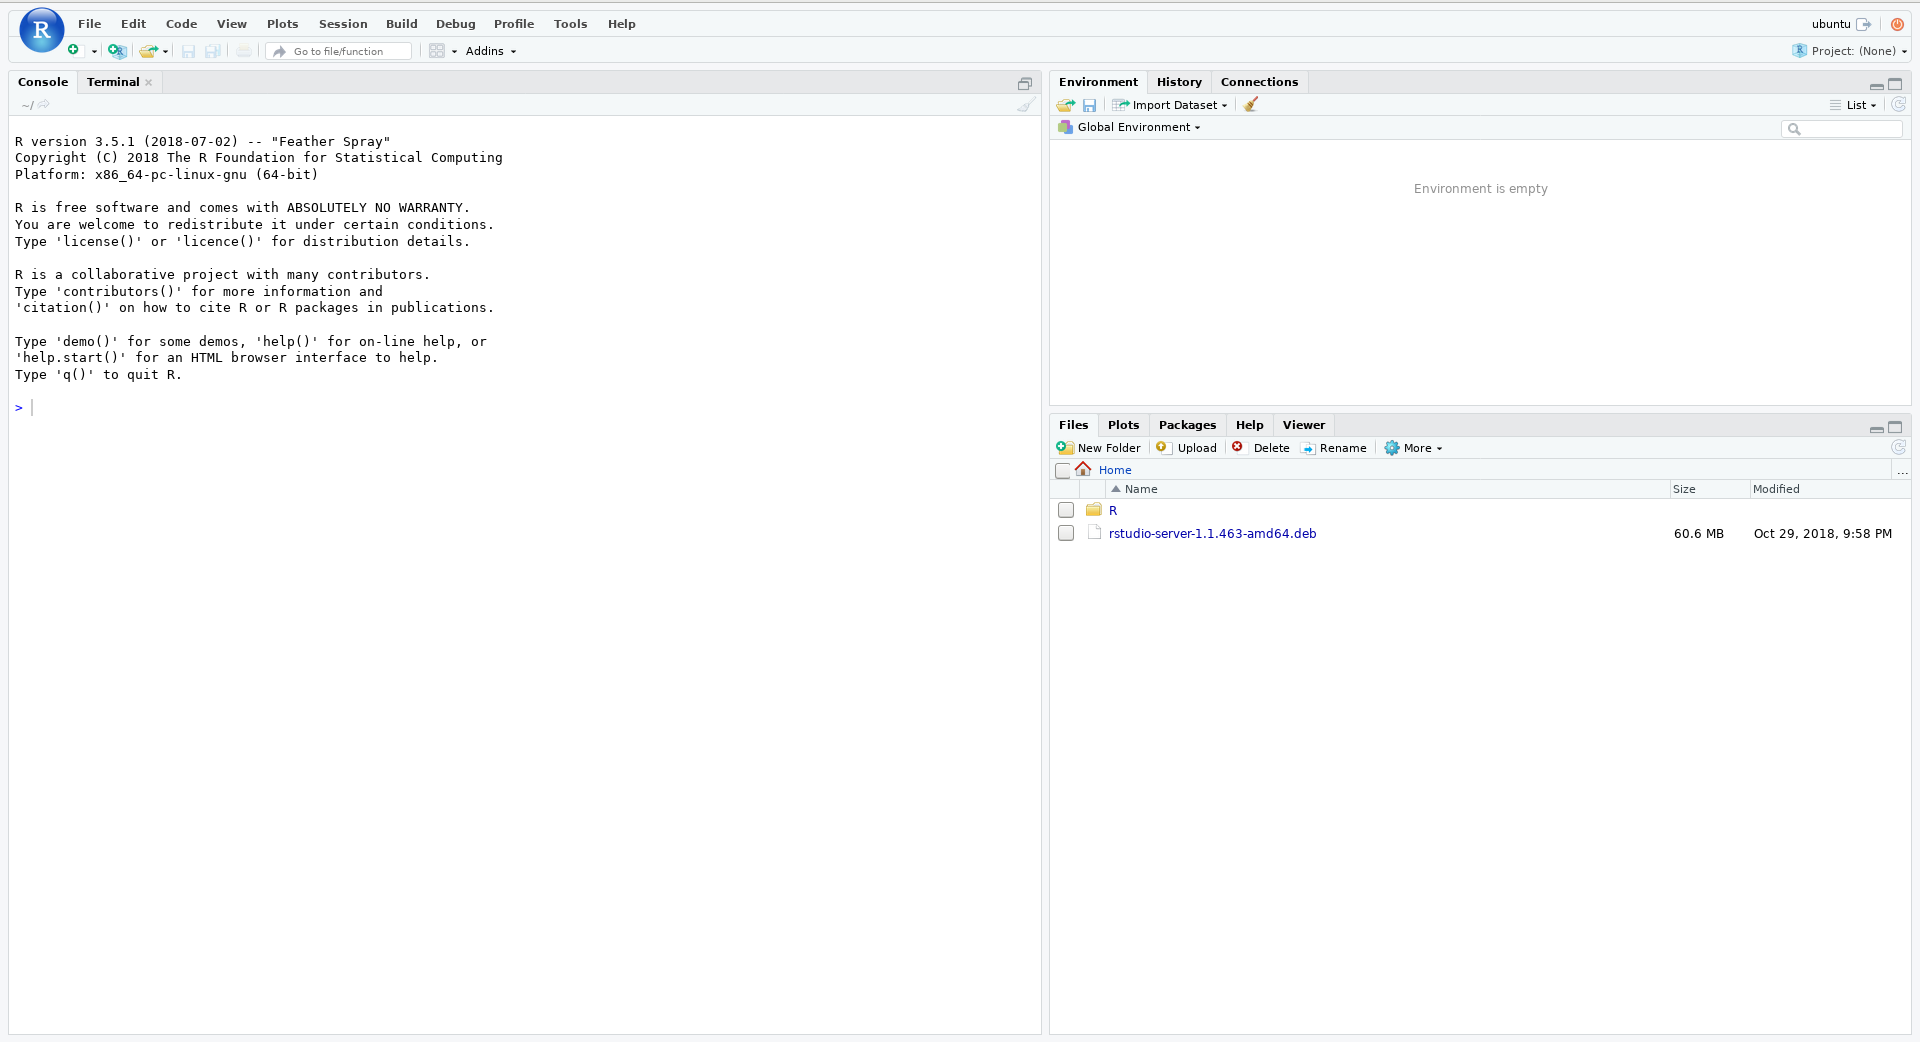 R File Edit Code View Plots Session Build Debug Profile Tools Help ubuntu
Go to file/function Addins Project: (None)
Console Terminal
~/
R version 3.5.1 (2018-07-02) -- "Feather Spray"
Copyright (C) 2018 The R Foundation for Statistical Computing
Platform: x86_64-pc-linux-gnu (64-bit)
R is free software and comes with ABSOLUTELY NO WARRANTY.
You are welcome to redistribute it under certain conditions.
Type 'license()' or 'licence()' for distribution details.
R is a collaborative project with many contributors.
Type 'contributors()' for more information and
'citation()' on how to cite R or R packages in publications.
Type 'demo()' for some demos, 'help()' for on-line help, or
'help.start()' for an HTML browser interface to help.
Type 'q()' to quit R.
>
Environment History Connections
Import Dataset List
Global Environment
Environment is empty
Files Plots Packages Help Viewer
New Folder Upload Delete Rename More
Home ...
Name Size Modified
R
rstudio-server-1.1.463-amd64.deb 60.6 MB Oct 29, 2018, 9:58 PM